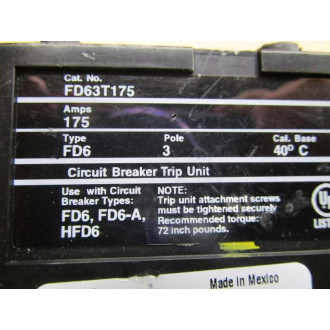 Cat. No.
FD63T175
Amps
175
Type Pole Cal. Base
FD6 3 40° C
Circuit Breaker Trip Unit
Use with Circuit
Breaker Types:
FD6, FD6-A,
HFD6
NOTE:
Trip unit attachment screws
must be tightened securely
Recommended torque:
72 inch pounds.
UL
LIST
Made in Mexico